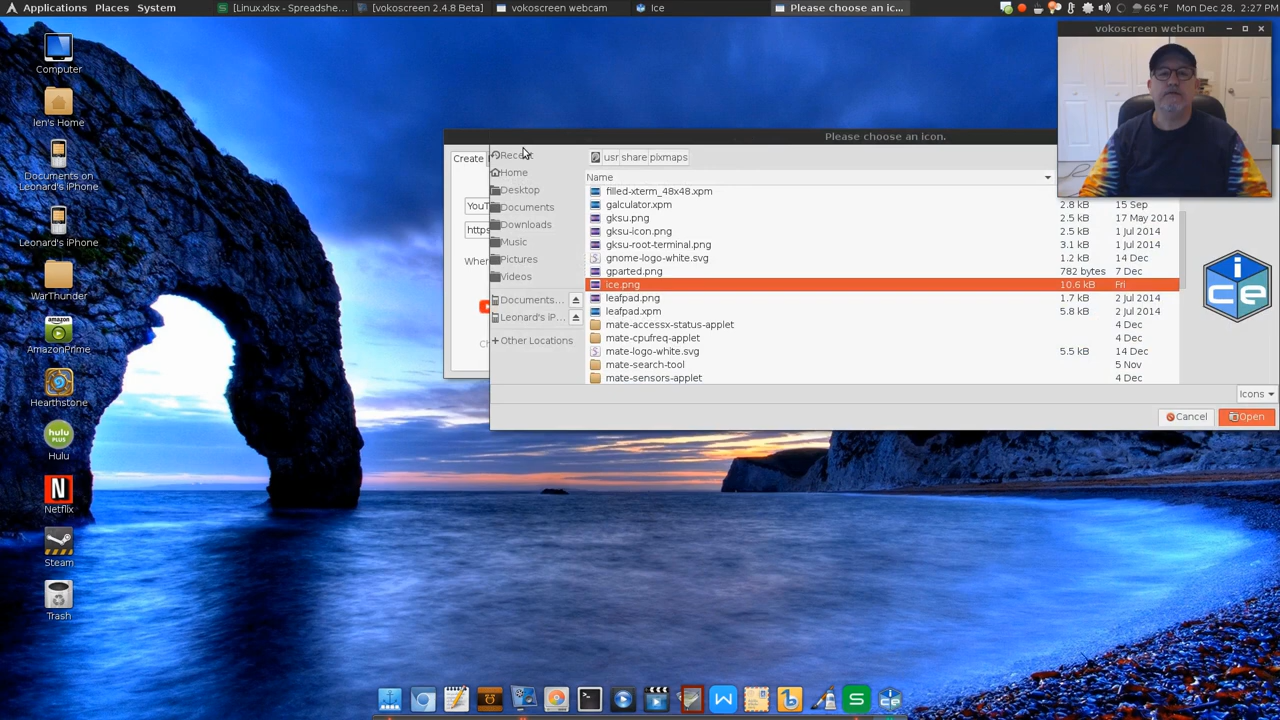 Applications Places System
[Linux.xlsx - Spreadshe...
[vokoscreen 2.4.8 Beta]
vokoscreen webcam
Ice
Please choose an ic...
66 °F Mon Dec 28, 2:27 PM
vokoscreen webcam
Computer
len's Home
Documents on
Leonard's iPhone
Leonard's iPhone
WarThunder
amazon
AmazonPrime
Hearthstone
hulu
PLUS
Hulu
N
Netflix
Steam
Trash
Please choose an icon.
Create
YouT
https
Wher
Recent
Home
Desktop
Documents
Downloads
Music
Pictures
Videos
Documents...
Leonard's iP...
+ Other Locations
usr share pixmaps
Name
filled-xterm_48x48.xpm
galculator.xpm 2.8 kB 15 Sep
gksu.png 2.5 kB 17 May 2014
gksu-icon.png 2.5 kB 1 Jul 2014
gksu-root-terminal.png 3.1 kB 1 Jul 2014
gnome-logo-white.svg 1.2 kB 14 Dec
gparted.png 782 bytes 7 Dec
ice.png 10.6 kB Fri
leafpad.png 1.7 kB 2 Jul 2014
leafpad.xpm 5.8 kB 2 Jul 2014
mate-accessx-status-applet 4 Dec
mate-cpufreq-applet 4 Dec
mate-logo-white.svg 5.5 kB 14 Dec
mate-search-tool 5 Nov
mate-sensors-applet 4 Dec
ice
Icons
Cancel
Open